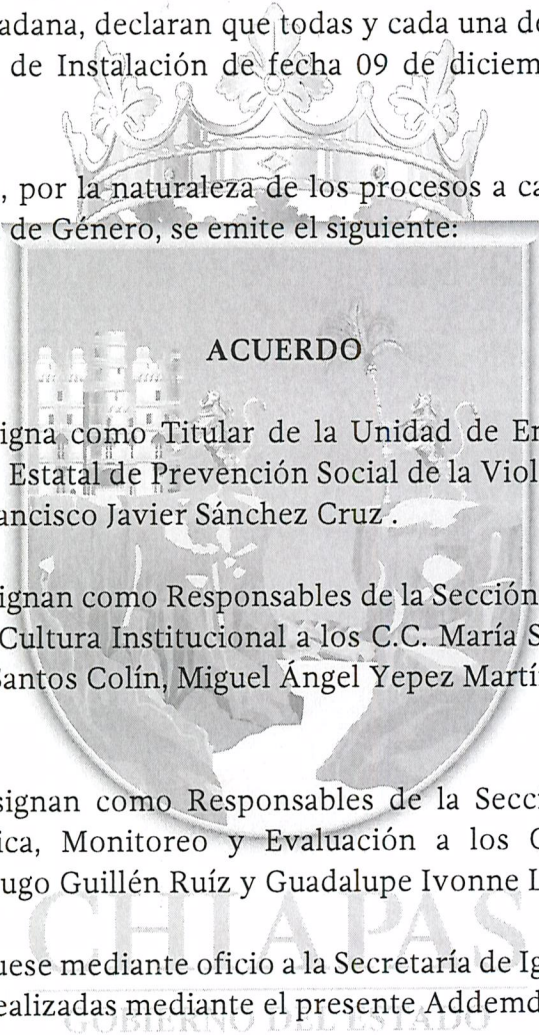 adana, declaran que todas y cada una de
de Instalación de fecha 09 de diciem
, por la naturaleza de los procesos a ca
de Género, se emite el siguiente:
ACUERDO
igna como Titular de la Unidad de En
Estatal de Prevención Social de la Viol
ancisco Javier Sánchez Cruz .
ignan como Responsables de la Sección
Cultura Institucional a los C.C. María S
Santos Colín, Miguel Ángel Yepez Martí
signan como Responsables de la Secci
ica, Monitoreo y Evaluación a los C
ugo Guillén Ruíz y Guadalupe Ivonne L
CHIAPAS
uese mediante oficio a la Secretaría de Ig
ealizadas mediante el presente Addemd
GOBIERNO DEL ESTADO